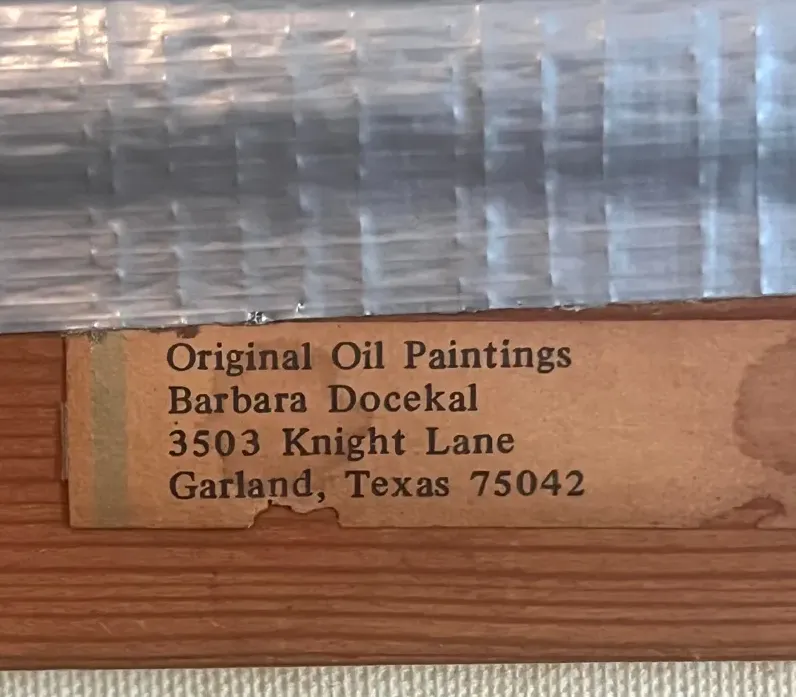 Original Oil Paintings
Barbara Docekal
3503 Knight Lane
Garland, Texas 75042